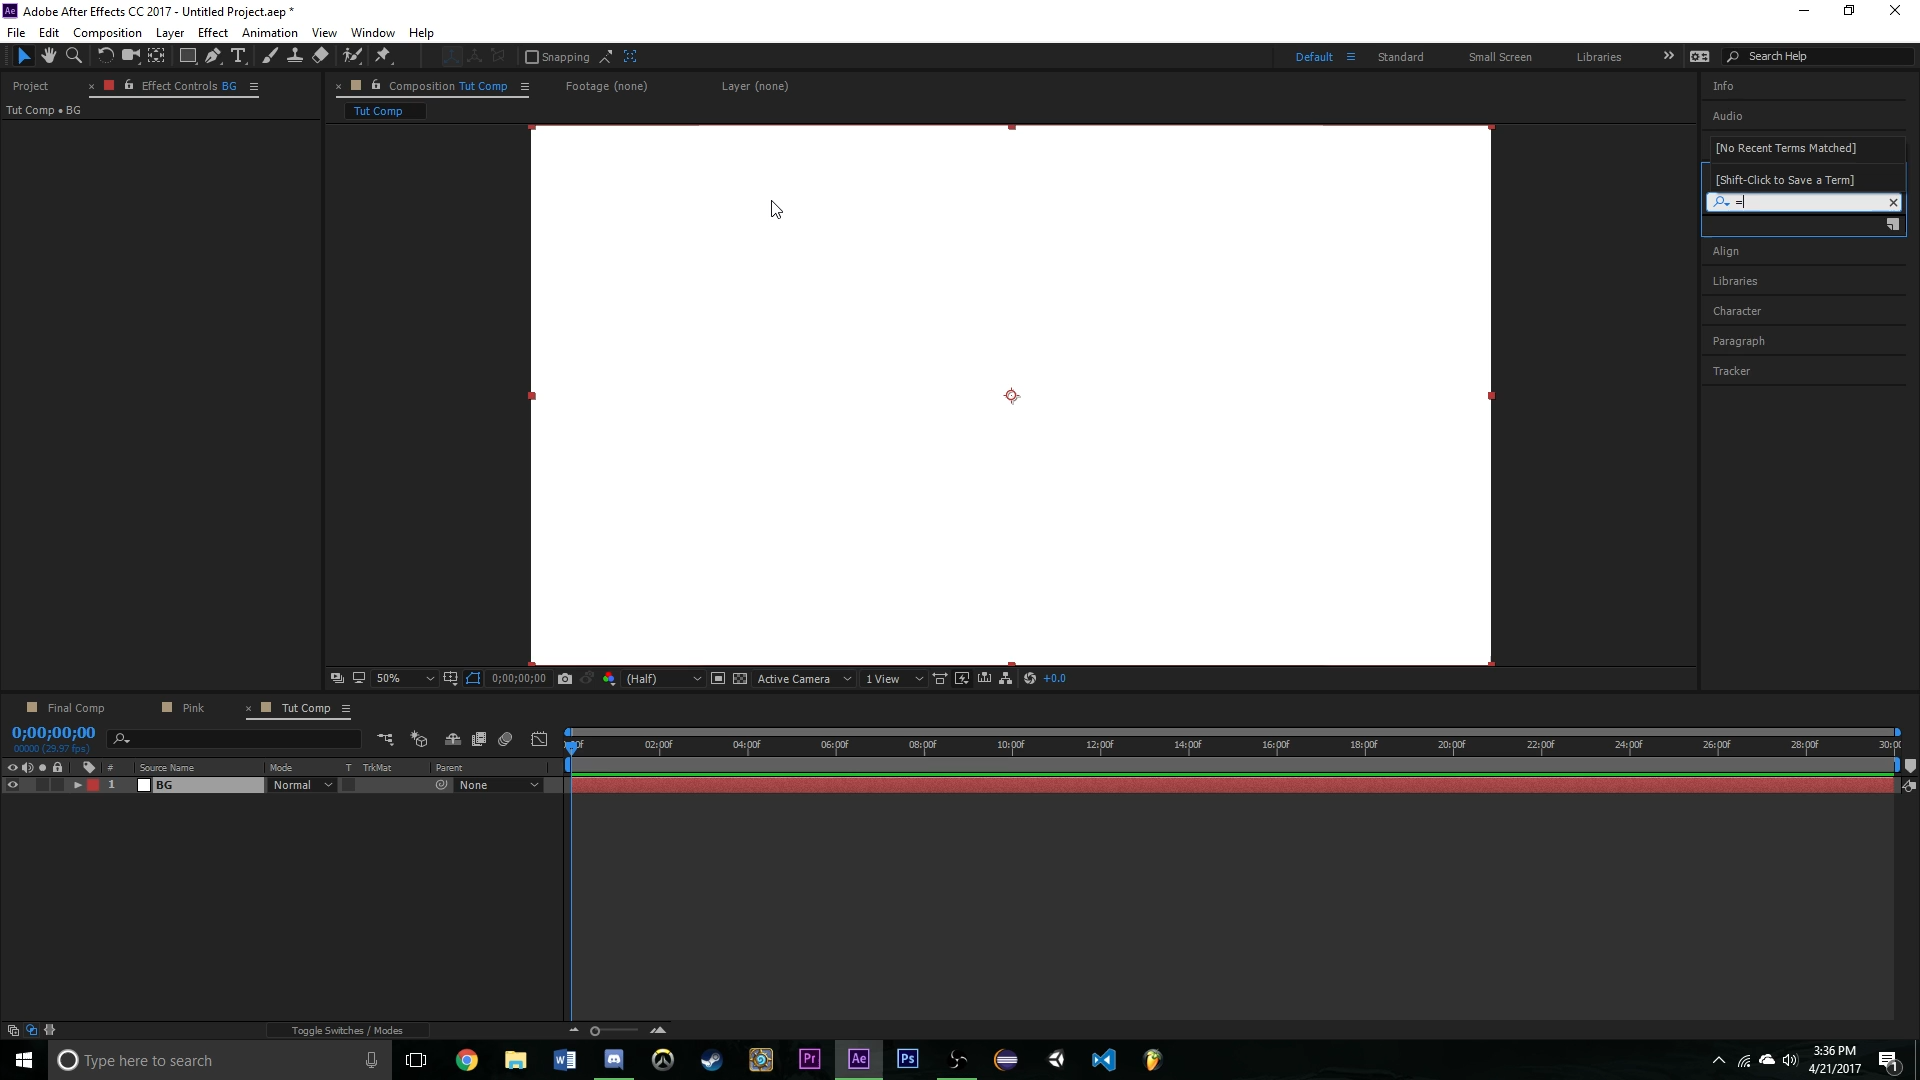 Adobe After Effects CC 2017 - Untitled Project.aep *
File Edit Composition Layer Effect Animation View Window Help
Snapping Default Standard Small Screen Libraries Search Help
Project Effect Controls BG Composition Tut Comp Footage (none) Layer (none) Info
Tut Comp • BG Tut Comp
Audio
[No Recent Terms Matched]
[Shift-Click to Save a Term]
=
Align
Libraries
Character
Paragraph
Tracker
50% 0;00;00;00 (Half) Active Camera 1 View +0.0
Final Comp Pink Tut Comp
0;00;00;00
00000 (29.97 fps)
02:00f 04:00f 06:00f 08:00f 10:00f 12:00f 14:00f 16:00f 18:00f 20:00f 22:00f 24:00f 26:00f 28:00f
# Source Name Mode T TrkMat Parent
1 BG Normal None
Toggle Switches / Modes
Type here to search
Pr Ae Ps
3:36 PM
4/21/2017
1